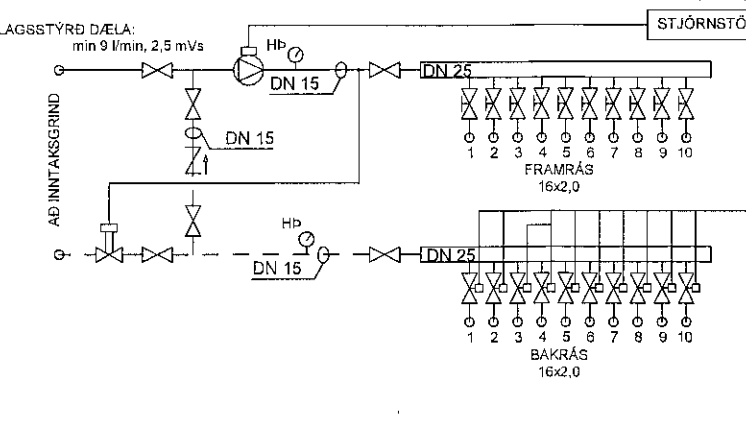 STJÓRNSTÖ
LAGSSTÝRÐ DÆLA:
min 9 l/min, 2,5 mVs
HÞ
DN 15
DN 25
DN 15
1 2 3 4 5 6 7 8 9 10
FRAMRÁS
16x2,0
AÐ INNTAKSGRIND
HÞ
DN 15
DN 25
1 2 3 4 5 6 7 8 9 10
BAKRÁS
16x2,0